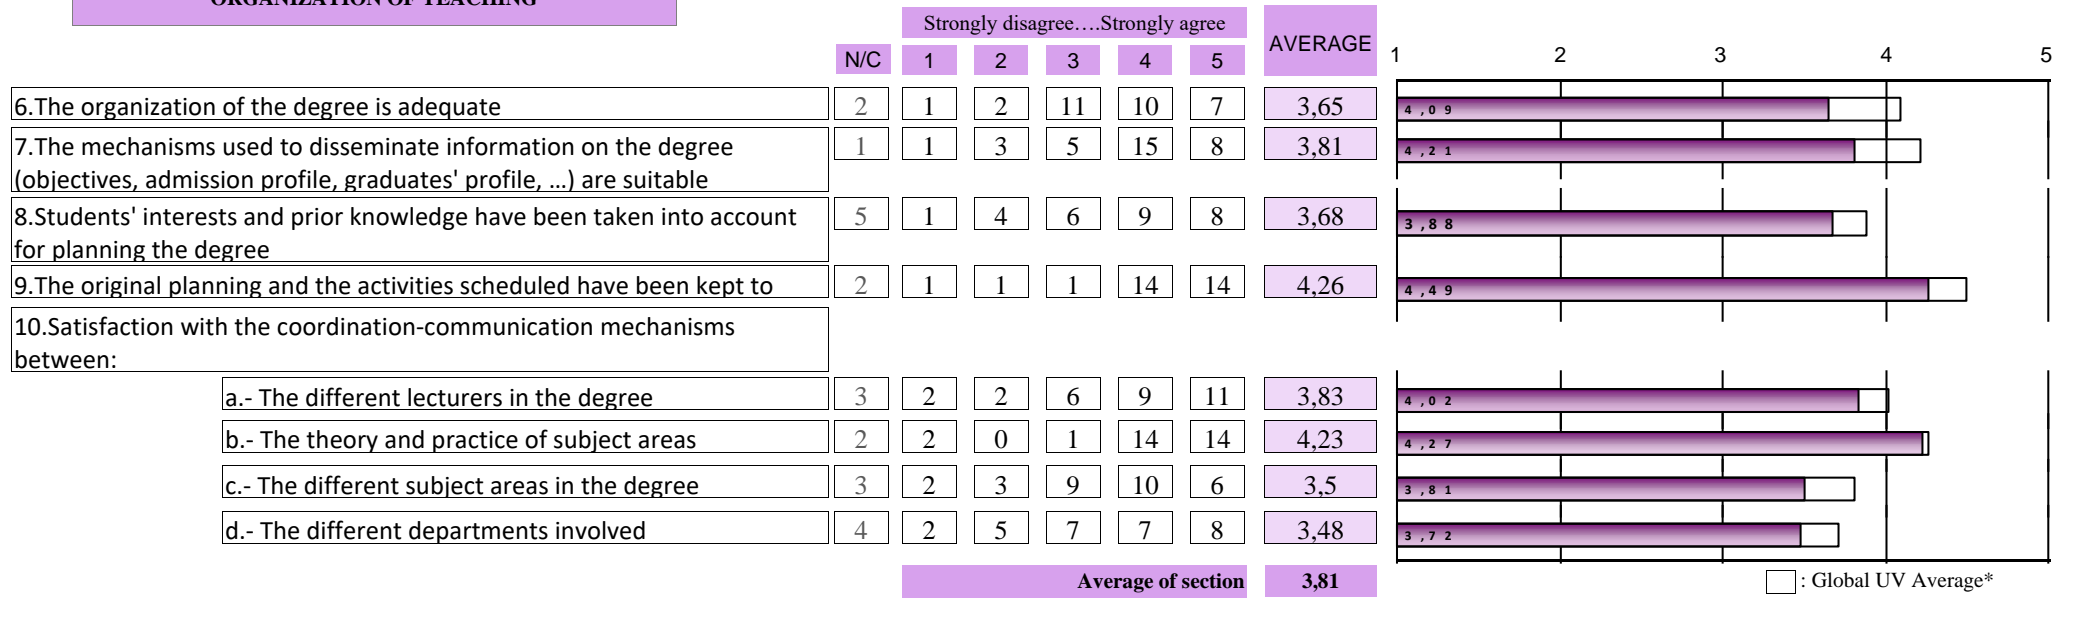 ORGANIZATION OF TEACHING
Strongly disagree….Strongly agree
AVERAGE
N/C 1 2 3 4 5
1 2 3 4 5
6.The organization of the degree is adequate 2 1 2 11 10 7 3,65 4,09
7.The mechanisms used to disseminate information on the degree 1 1 3 5 15 8 3,81 4,21
(objectives, admission profile, graduates' profile, ...) are suitable
8.Students' interests and prior knowledge have been taken into account 5 1 4 6 9 8 3,68 3,88
for planning the degree
9.The original planning and the activities scheduled have been kept to 2 1 1 1 14 14 4,26 4,49
10.Satisfaction with the coordination-communication mechanisms
between:
a.- The different lecturers in the degree 3 2 2 6 9 11 3,83 4,02
b.- The theory and practice of subject areas 2 2 0 1 14 14 4,23 4,27
c.- The different subject areas in the degree 3 2 3 9 10 6 3,5 3,81
d.- The different departments involved 4 2 5 7 7 8 3,48 3,72
Average of section 3,81
: Global UV Average*